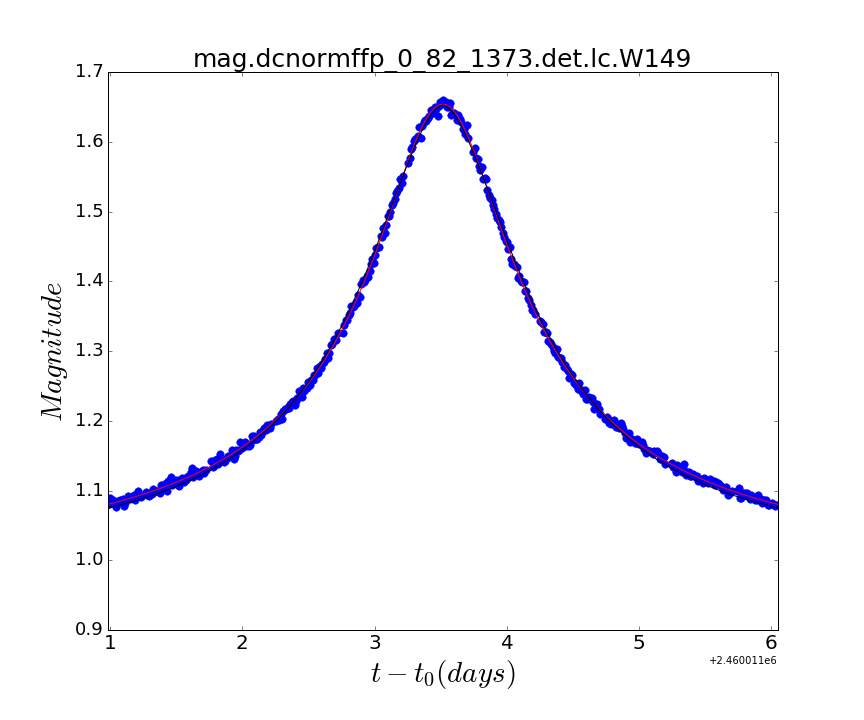 mag.dcnormffp_0_82_1373.det.lc.W149
1.7
1.6
1.5
1.4
1.3
1.2
1.1
1.0
0.9
Magnitude
1 2 3 4 5 6
+2.460011e6
t − t₀(days)